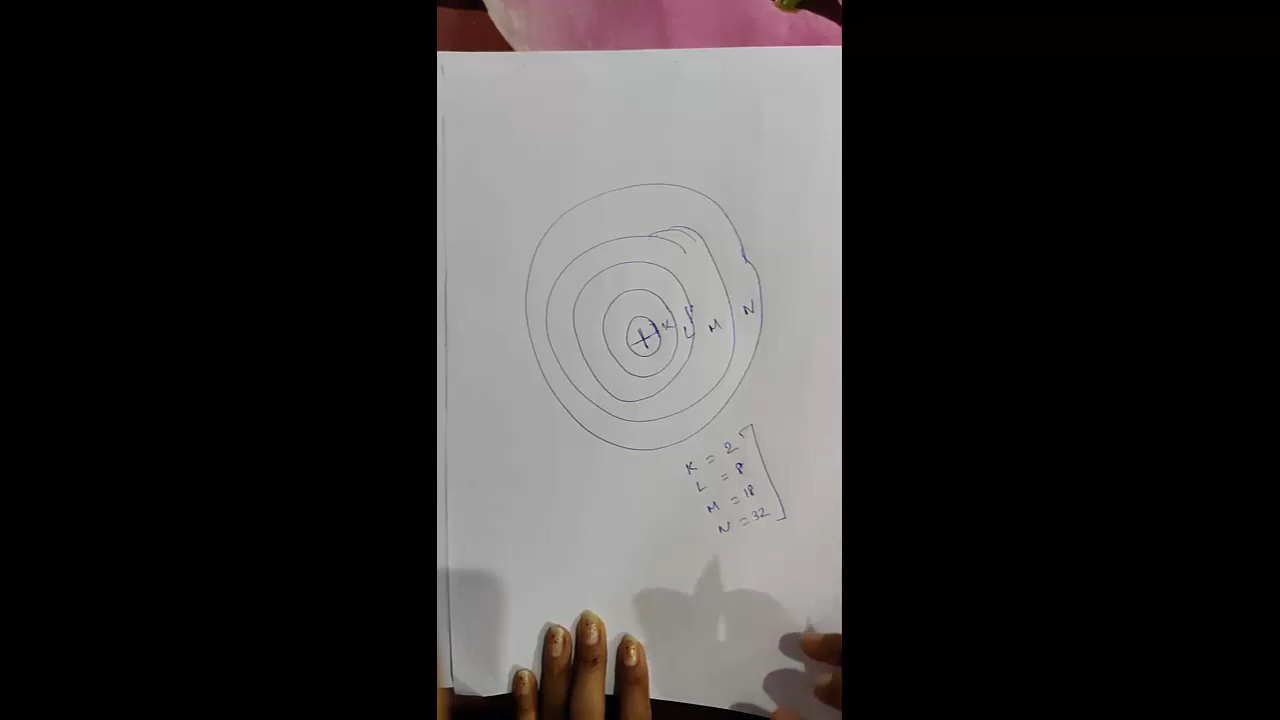 + K L M N
K = 2
L = 8
M = 18
N = 32